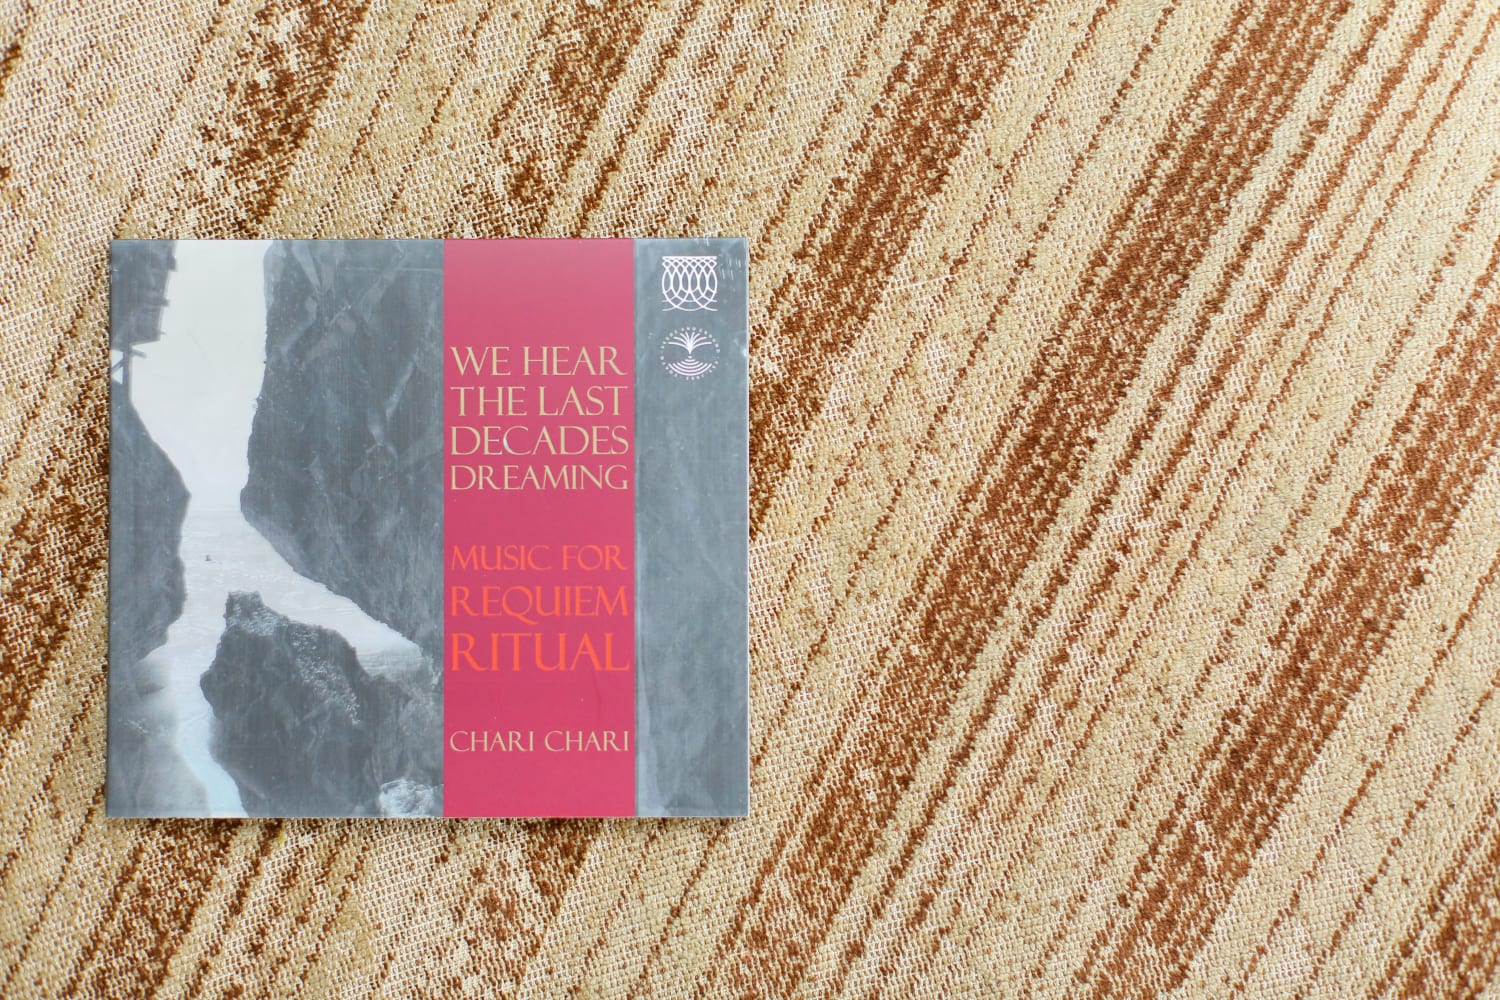 WE HEAR
THE LAST
DECADES
DREAMING
MUSIC FOR
REQUIEM
RITUAL
CHARI CHARI